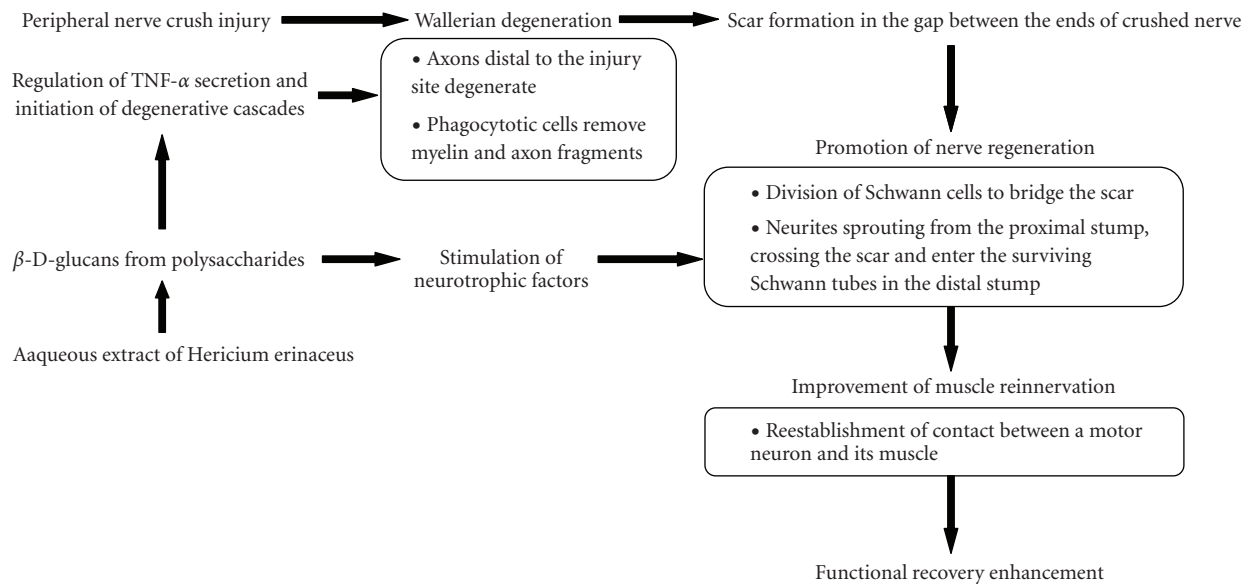 Peripheral nerve crush injury
Wallerian degeneration
Scar formation in the gap between the ends of crushed nerve
Regulation of TNF-α secretion and
initiation of degenerative cascades
• Axons distal to the injury
site degenerate
• Phagocytotic cells remove
myelin and axon fragments
Promotion of nerve regeneration
• Division of Schwann cells to bridge the scar
• Neurites sprouting from the proximal stump,
crossing the scar and enter the surviving
Schwann tubes in the distal stump
β-D-glucans from polysaccharides
Stimulation of
neurotrophic factors
Aaqueous extract of Hericium erinaceus
Improvement of muscle reinnervation
• Reestablishment of contact between a motor
neuron and its muscle
Functional recovery enhancement